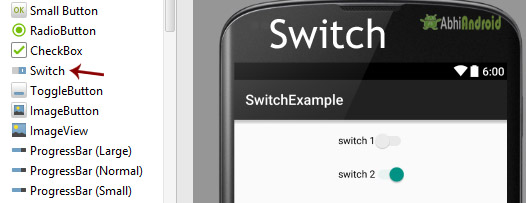 OK Small Button
RadioButton
CheckBox
Switch
ToggleButton
ImageButton
ImageView
ProgressBar (Large)
ProgressBar (Normal)
ProgressBar (Small)
Switch
AbhiAndroid
6:00
SwitchExample
switch 1
switch 2